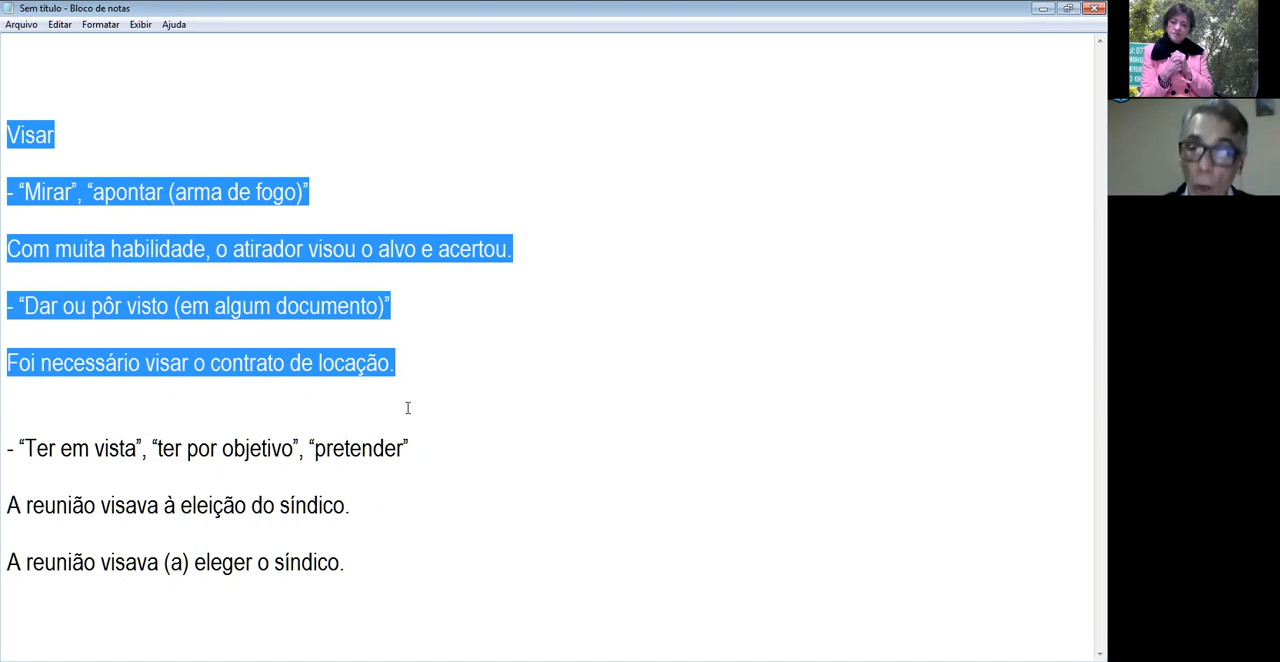 Sem título - Bloco de notas
Arquivo Editar Formatar Exibir Ajuda
Visar
- “Mirar”, “apontar (arma de fogo)”
Com muita habilidade, o atirador visou o alvo e acertou.
- “Dar ou pôr visto (em algum documento)”
Foi necessário visar o contrato de locação.
- “Ter em vista”, “ter por objetivo”, “pretender”
A reunião visava à eleição do síndico.
A reunião visava (a) eleger o síndico.